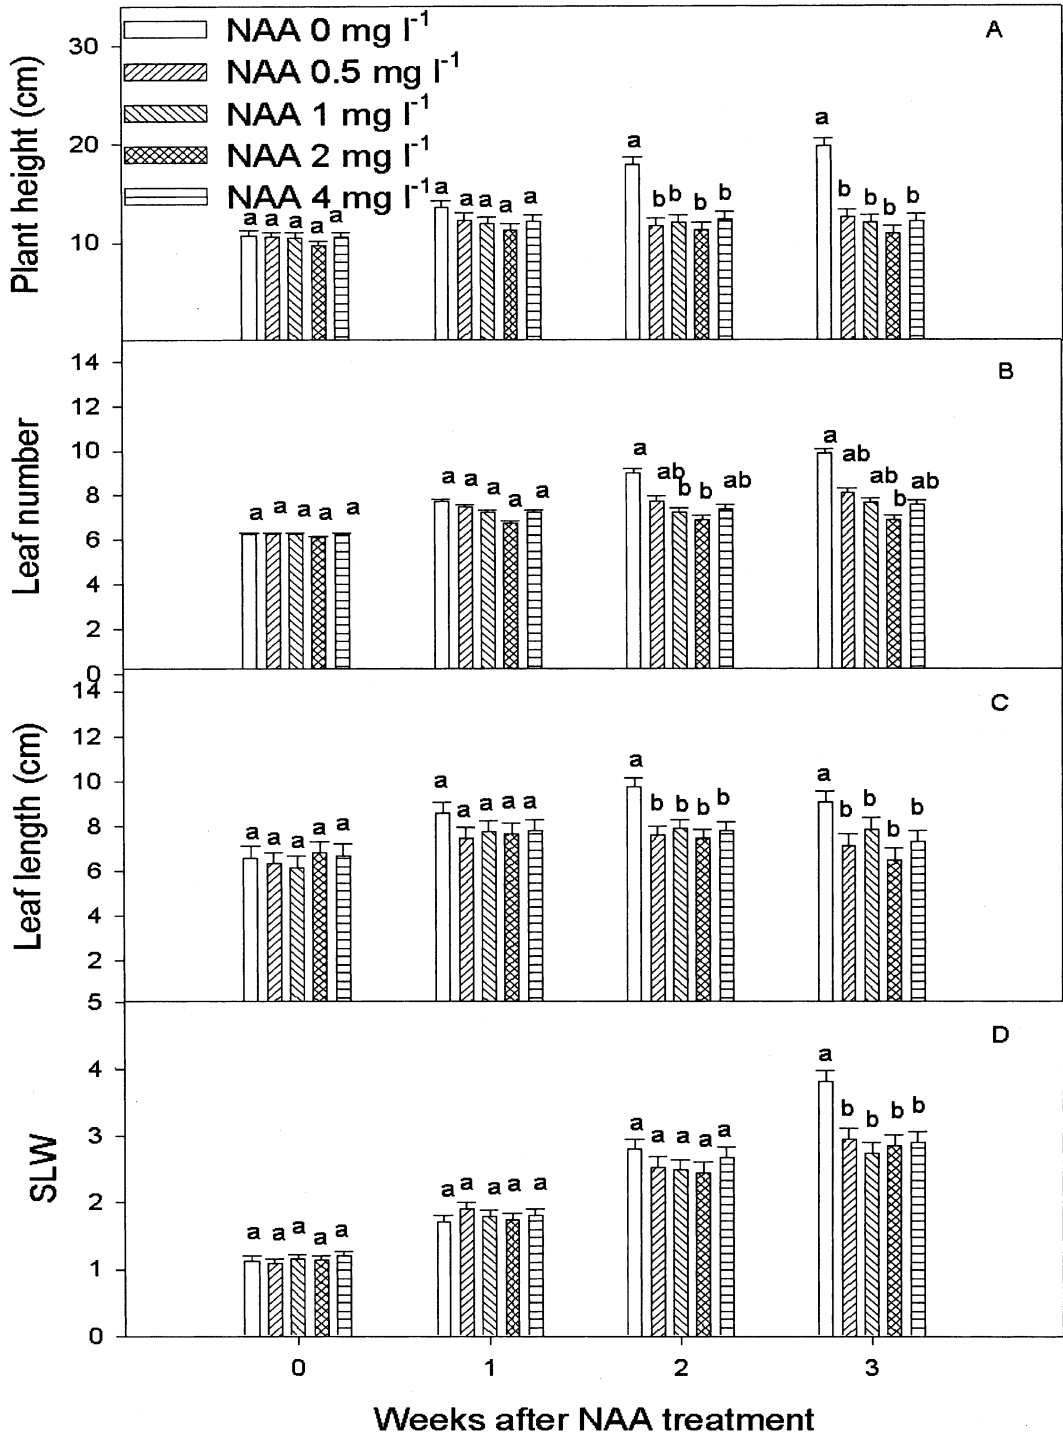 NAA 0 mg l-1
NAA 0.5 mg l-1
NAA 1 mg l-1
NAA 2 mg l-1
NAA 4 mg l-1
A
Plant height (cm)
30
20
10
a a a a a
a a a a a
a b b b b
a b b b b
B
Leaf number
14
12
10
8
6
4
2
0
a a a a a
a a a a a
a ab b b ab
a ab ab b ab
C
Leaf length (cm)
14
12
10
8
6
4
2
a a a a a
a a a a a
a b b b b
a b b b b
D
SLW
5
4
3
2
1
0
a a a a a
a a a a a
a a a a a
a b b b b
0 1 2 3
Weeks after NAA treatment